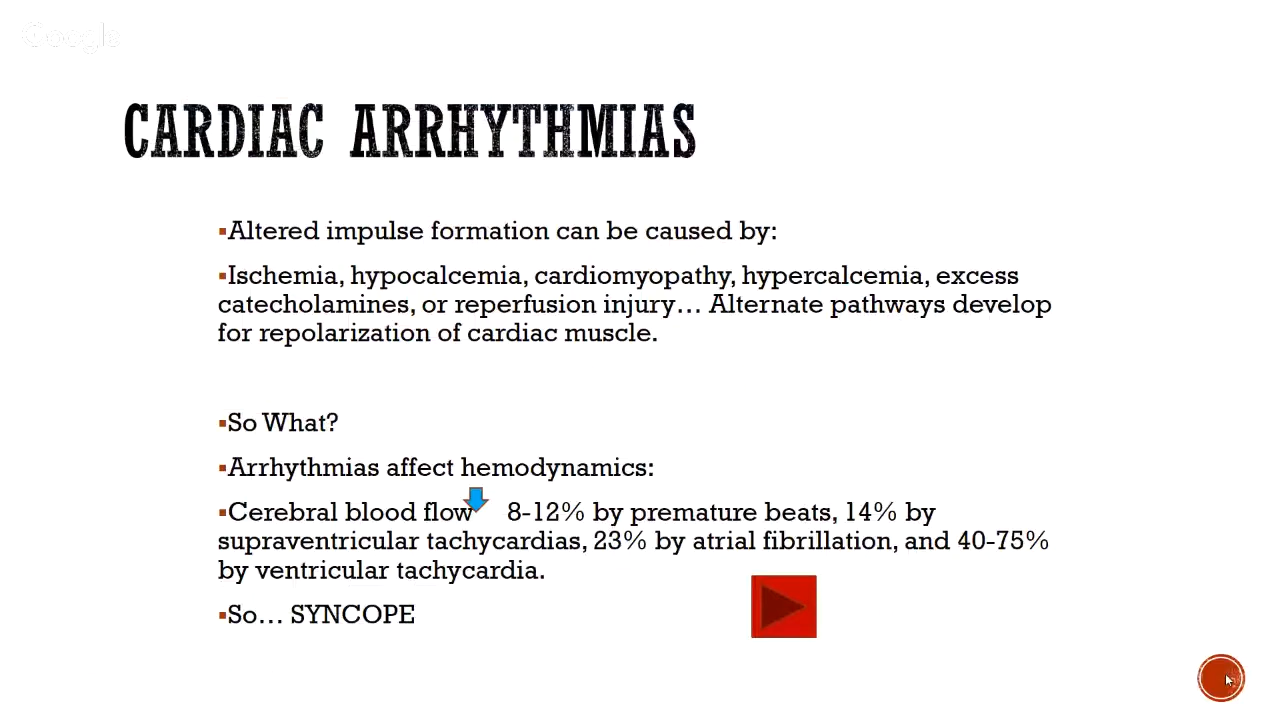 Google
CARDIAC ARRHYTHMIAS
▪Altered impulse formation can be caused by:
▪Ischemia, hypocalcemia, cardiomyopathy, hypercalcemia, excess
catecholamines, or reperfusion injury… Alternate pathways develop
for repolarization of cardiac muscle.
▪So What?
▪Arrhythmias affect hemodynamics:
▪Cerebral blood flow 8-12% by premature beats, 14% by
supraventricular tachycardias, 23% by atrial fibrillation, and 40-75%
by ventricular tachycardia.
▪So… SYNCOPE